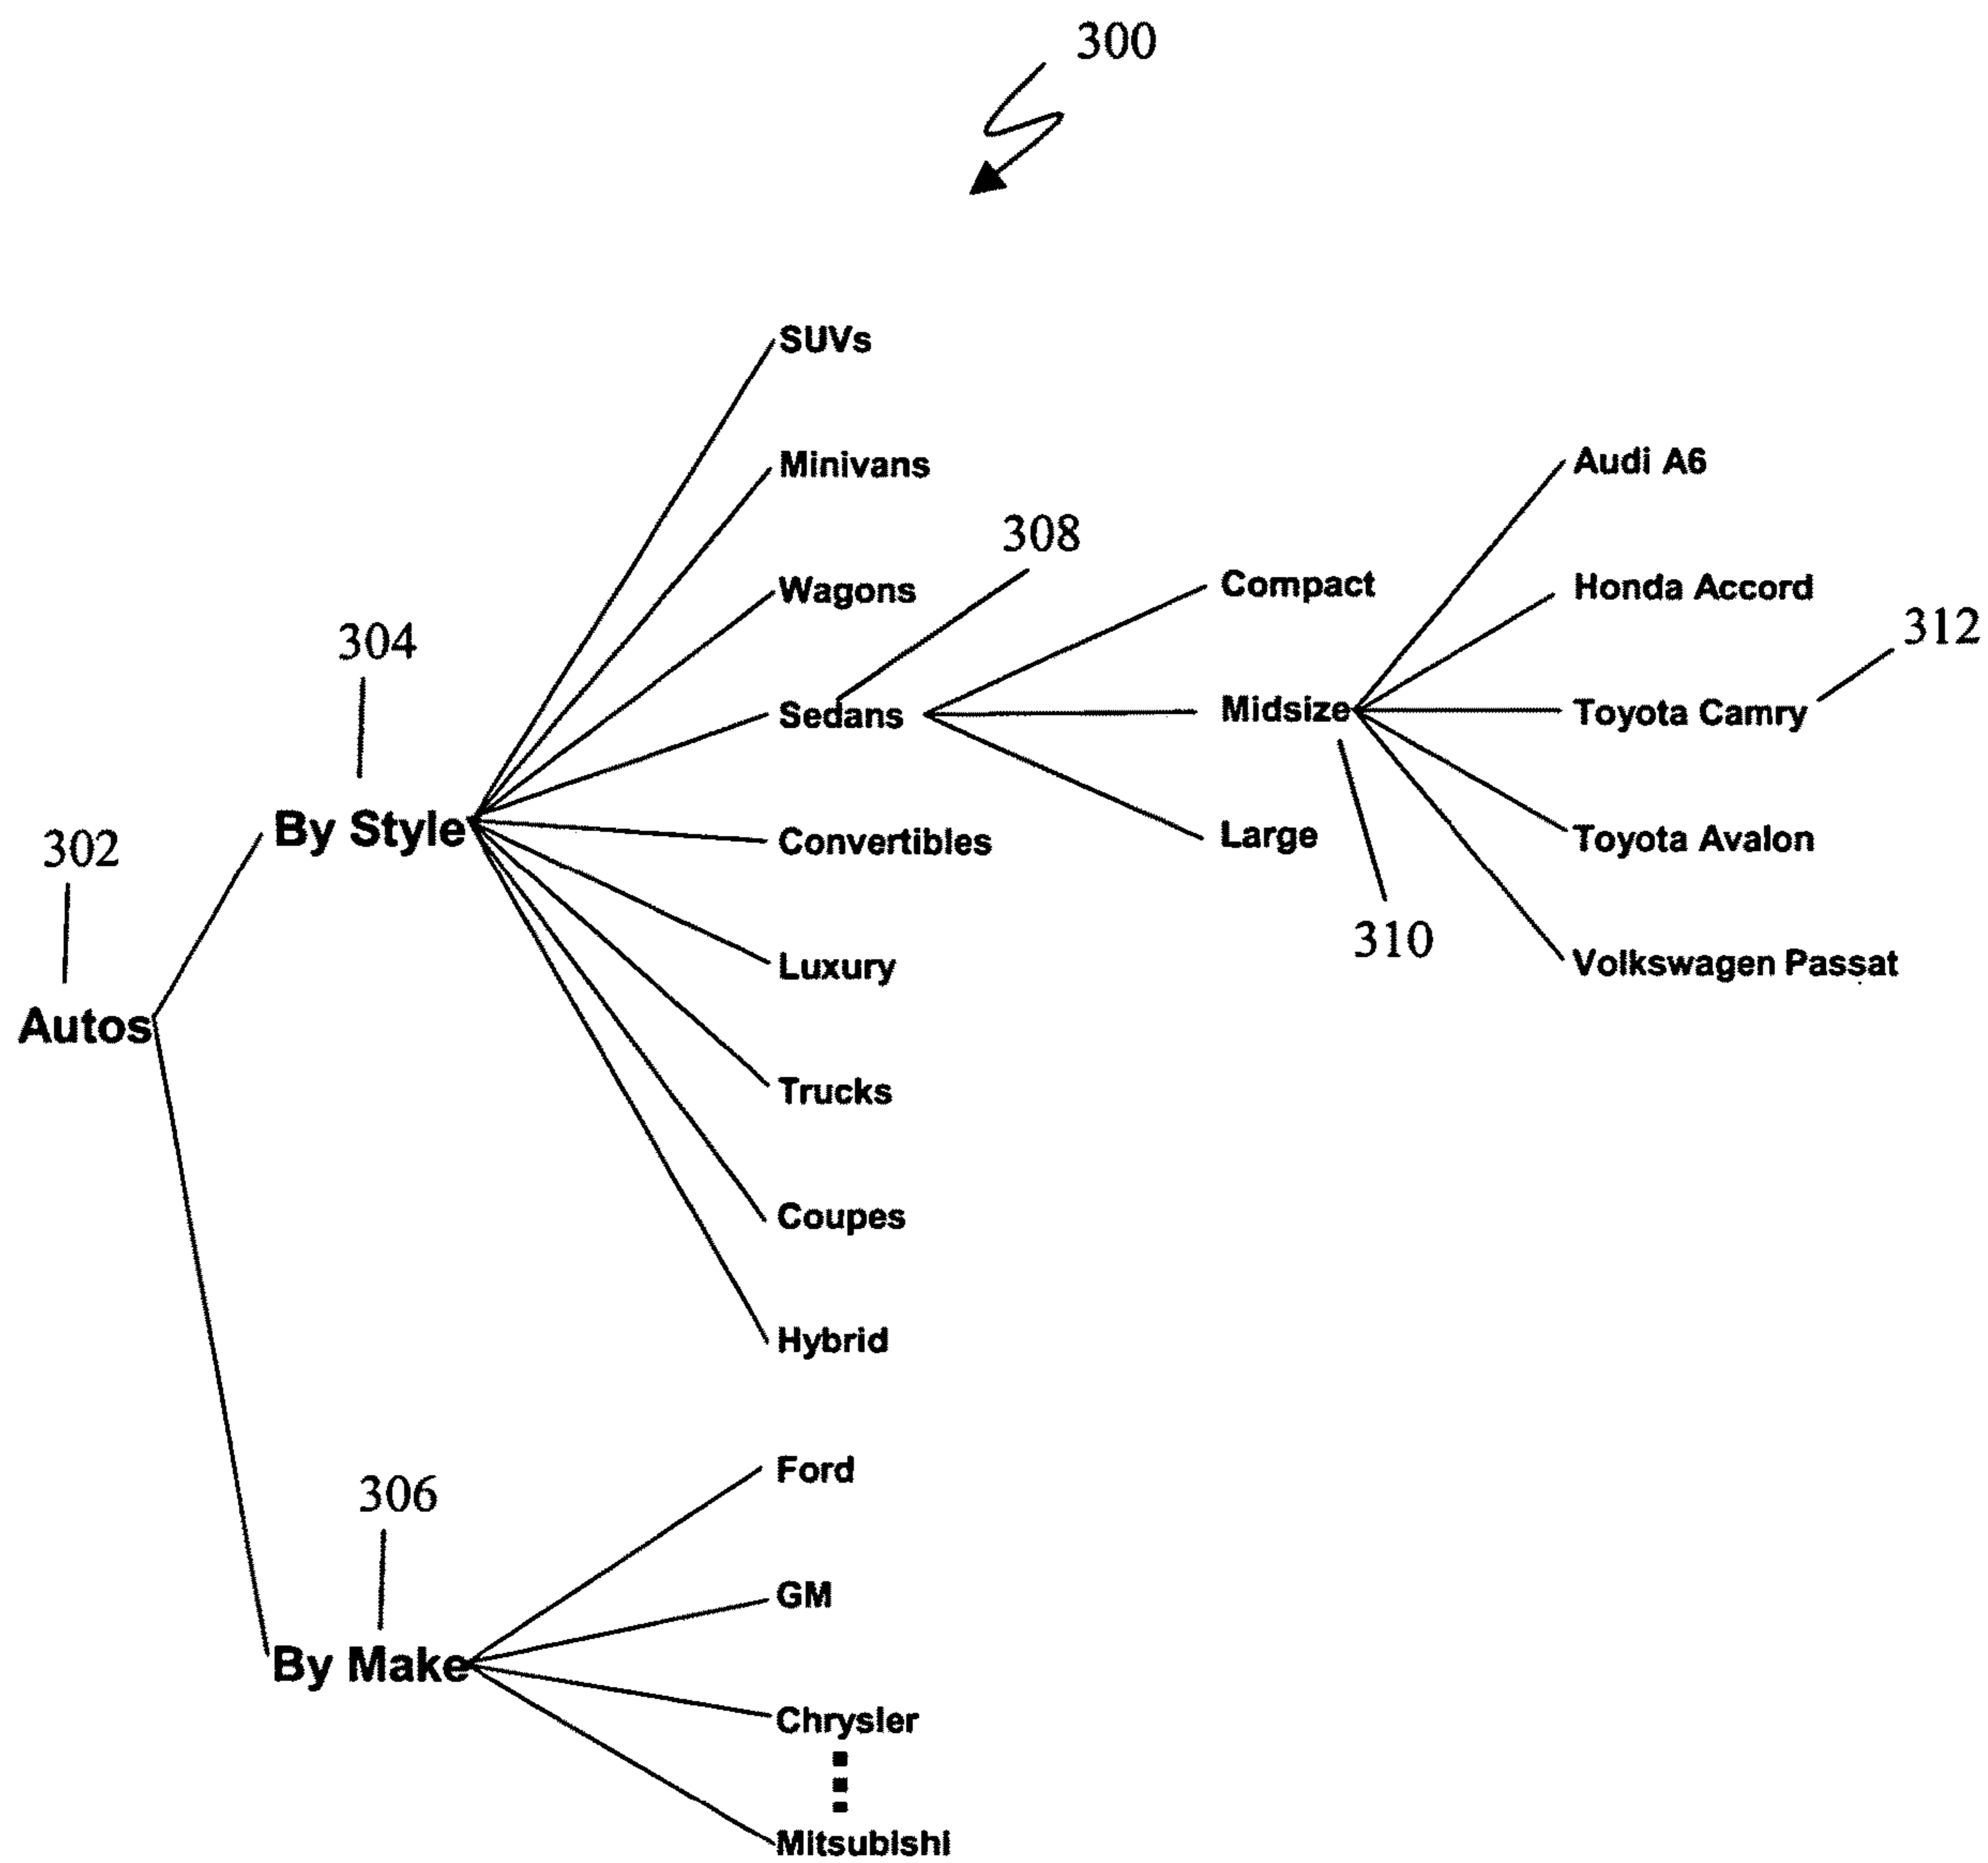 300
SUVs
Minivans
Audi A6
308
Wagons
Compact
Honda Accord
304
312
Sedans
Midsize
Toyota Camry
By Style
302
Convertibles
Large
Toyota Avalon
310
Luxury
Volkswagen Passat
Autos
Trucks
Coupes
Hybrid
Ford
306
GM
By Make
Chrysler
Mitsubishi